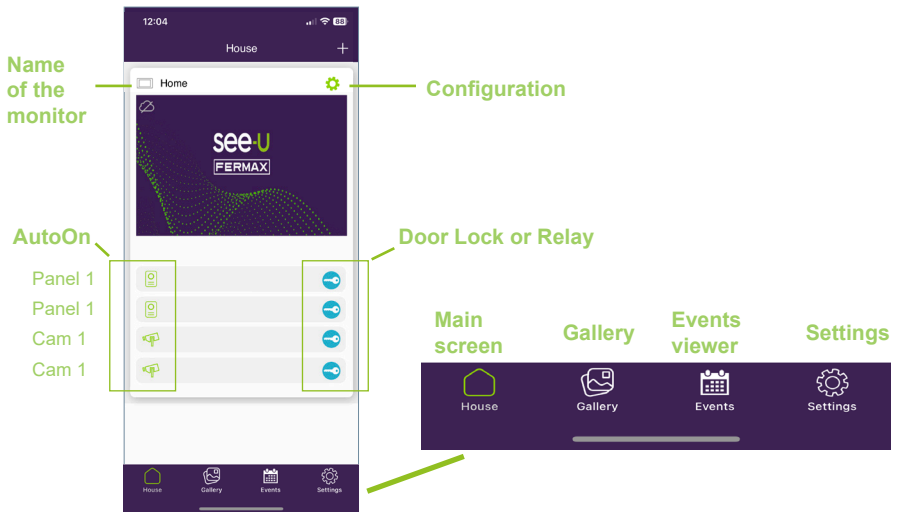 12:04
88
House +
Name
of the
monitor
Home
Configuration
see-U
FERMAX
AutoOn
Door Lock or Relay
Panel 1
Panel 1
Cam 1
Cam 1
Main
screen
Gallery
Events
viewer
Settings
House
Gallery
Events
Settings
House
Gallery
Events
Settings